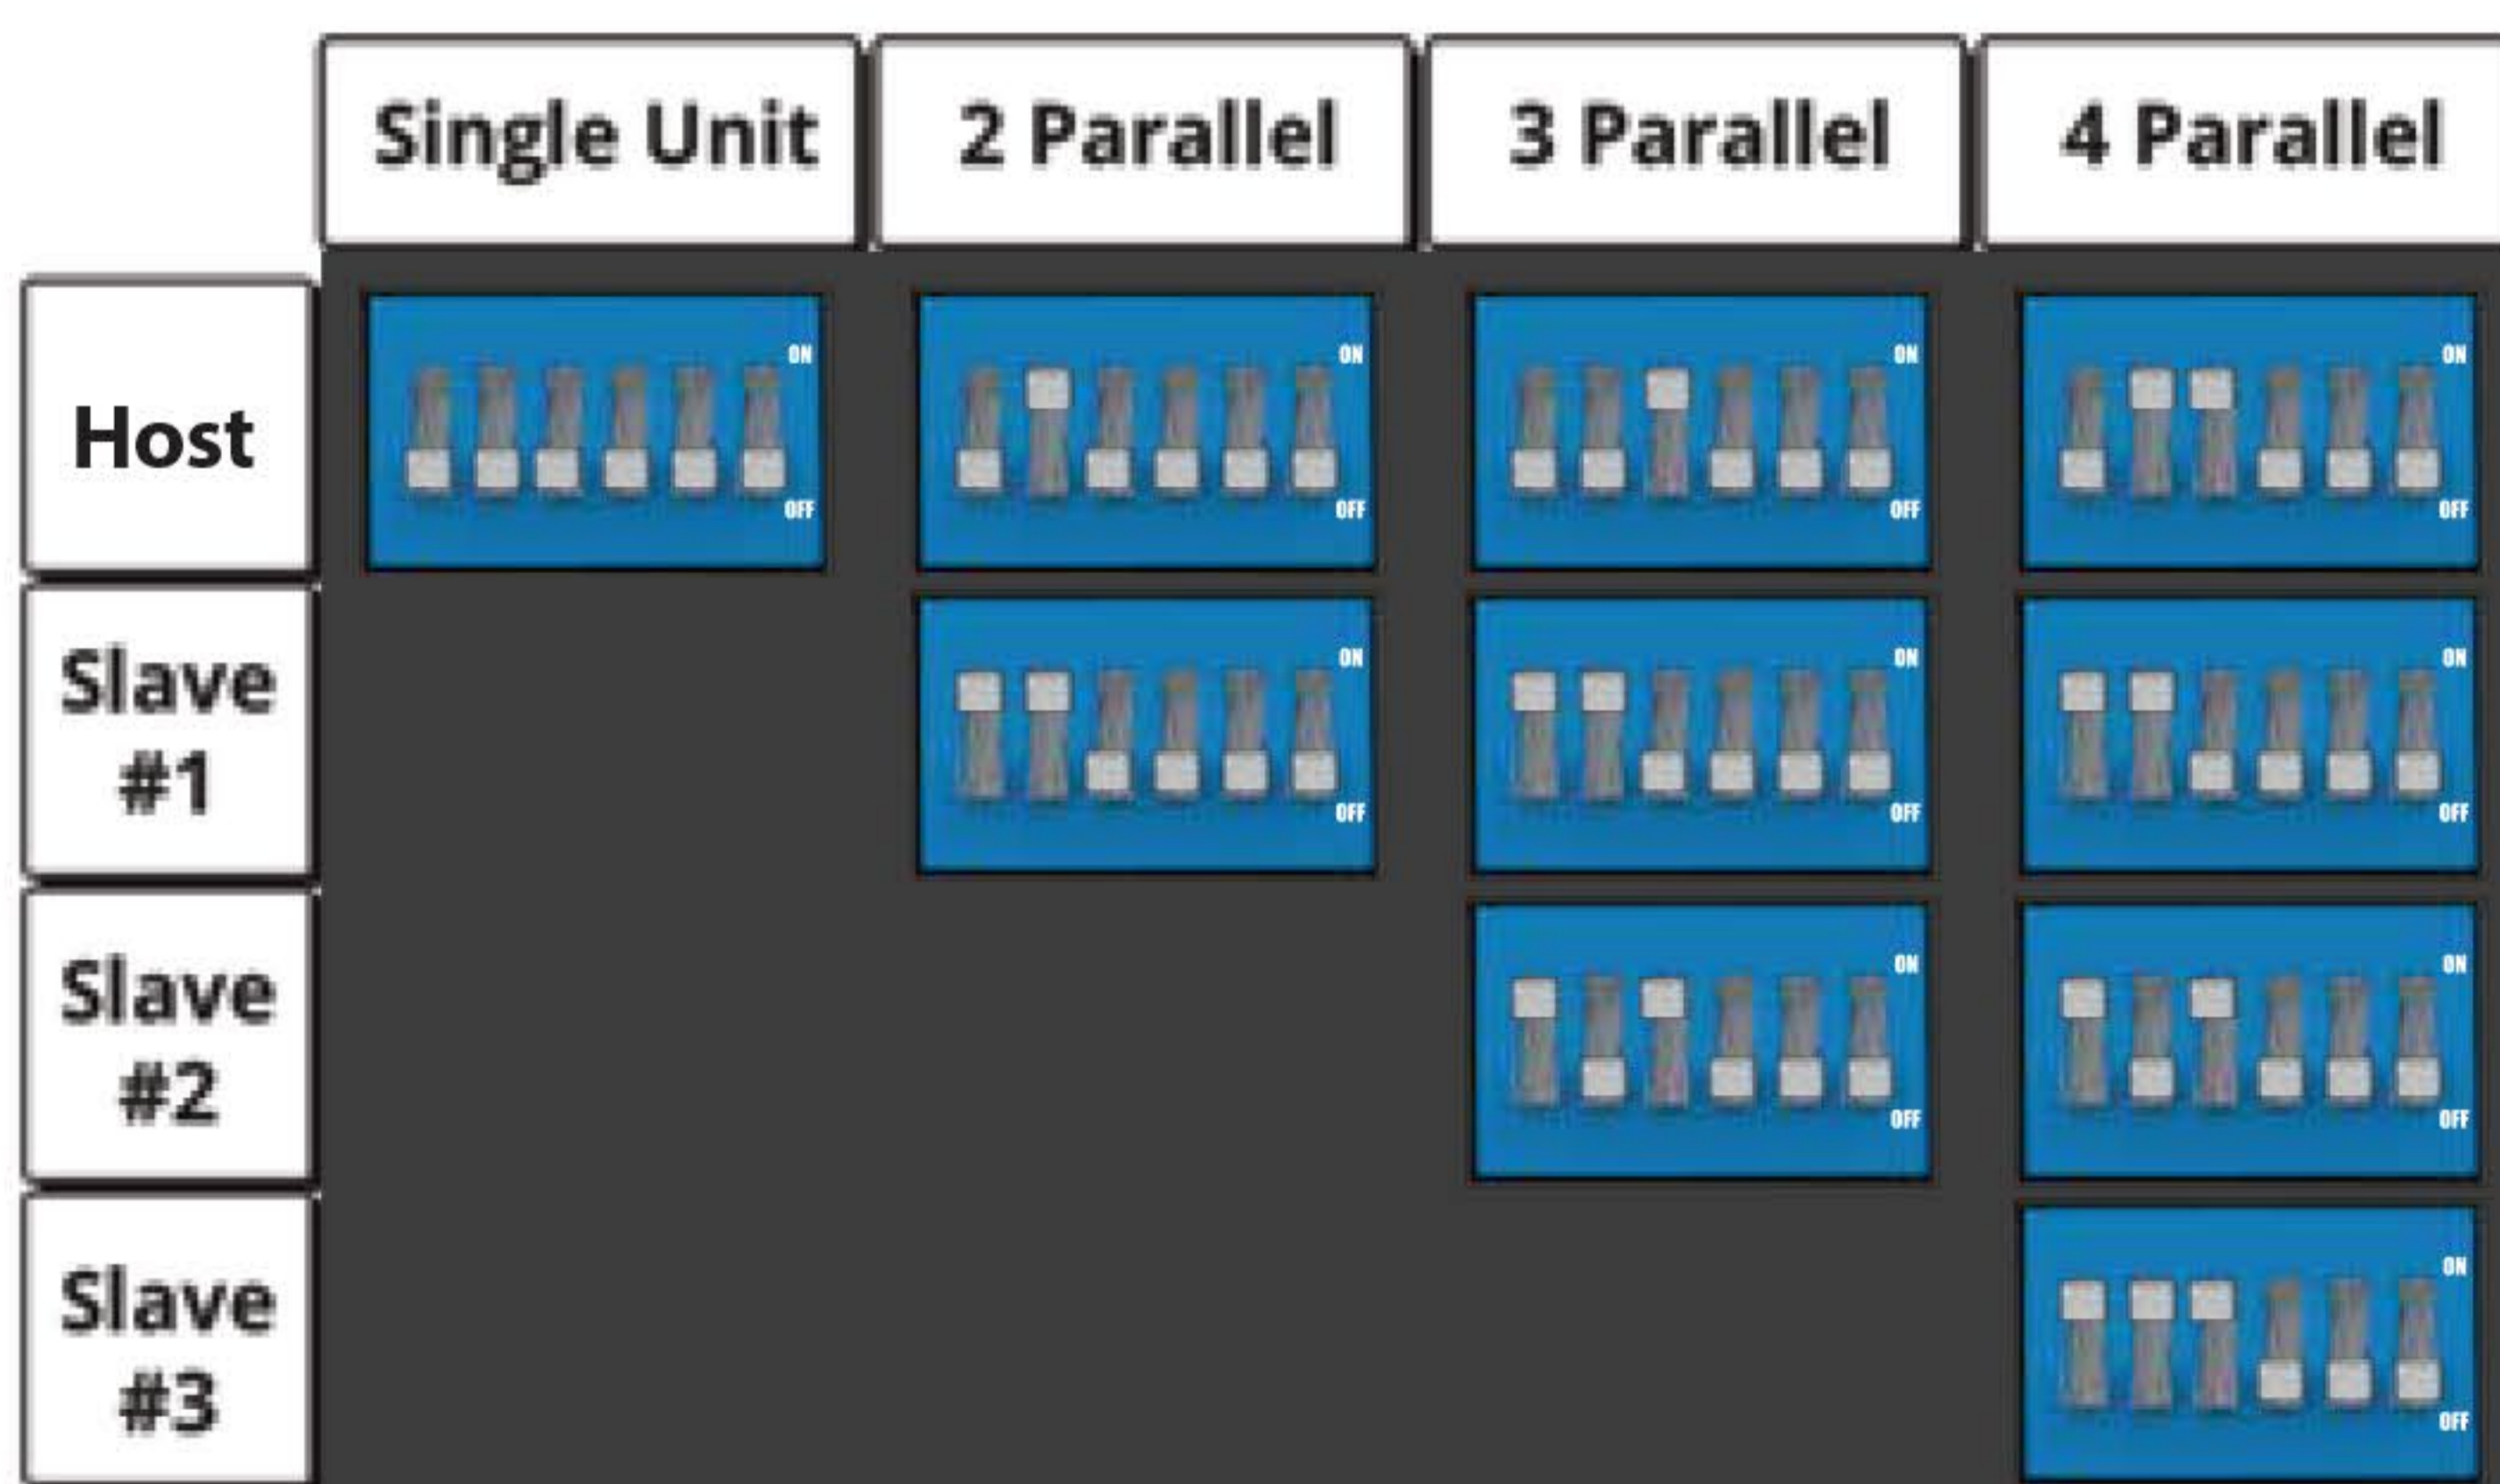 Single Unit
2 Parallel
3 Parallel
4 Parallel
Host
ON
OFF
ON
OFF
ON
OFF
ON
OFF
Slave
#1
ON
OFF
ON
OFF
ON
OFF
Slave
#2
ON
OFF
ON
OFF
Slave
#3
ON
OFF